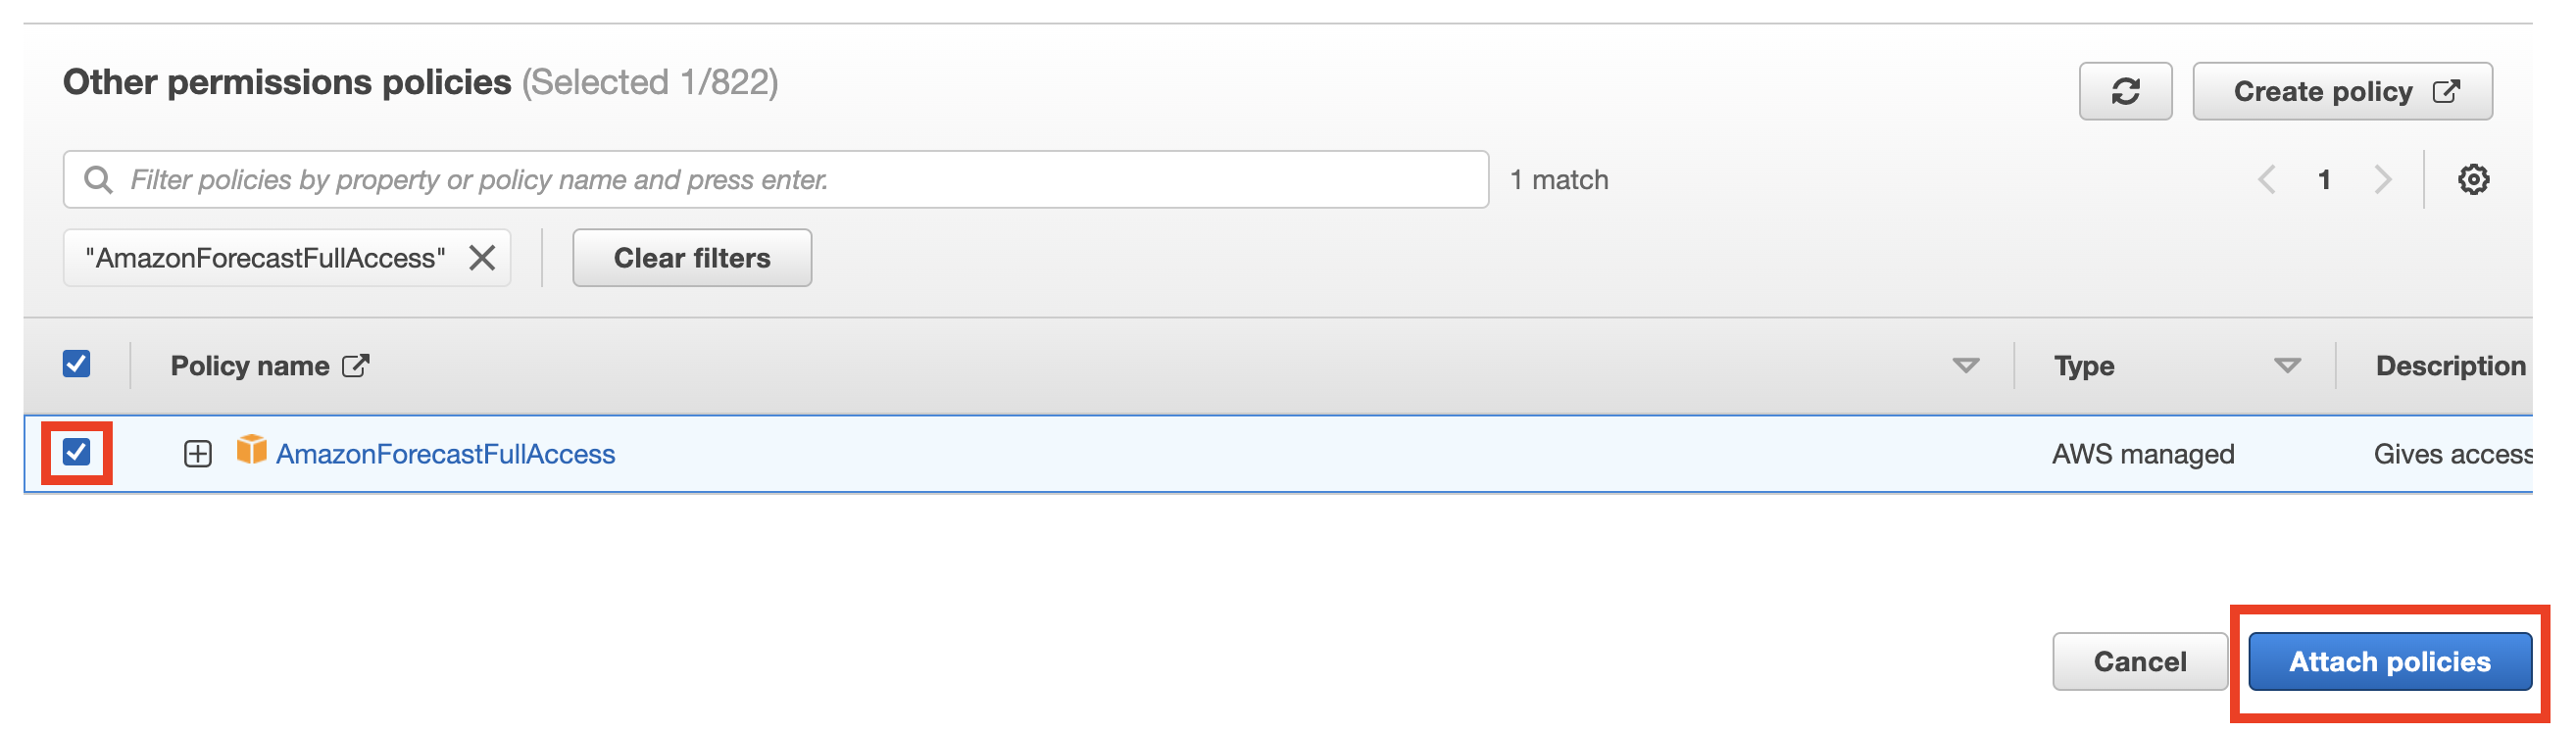 Other permissions policies (Selected 1/822)
Create policy
Filter policies by property or policy name and press enter.
1 match
1
"AmazonForecastFullAccess"
Clear filters
Policy name
Type
Description
AmazonForecastFullAccess
AWS managed
Gives access
Cancel
Attach policies